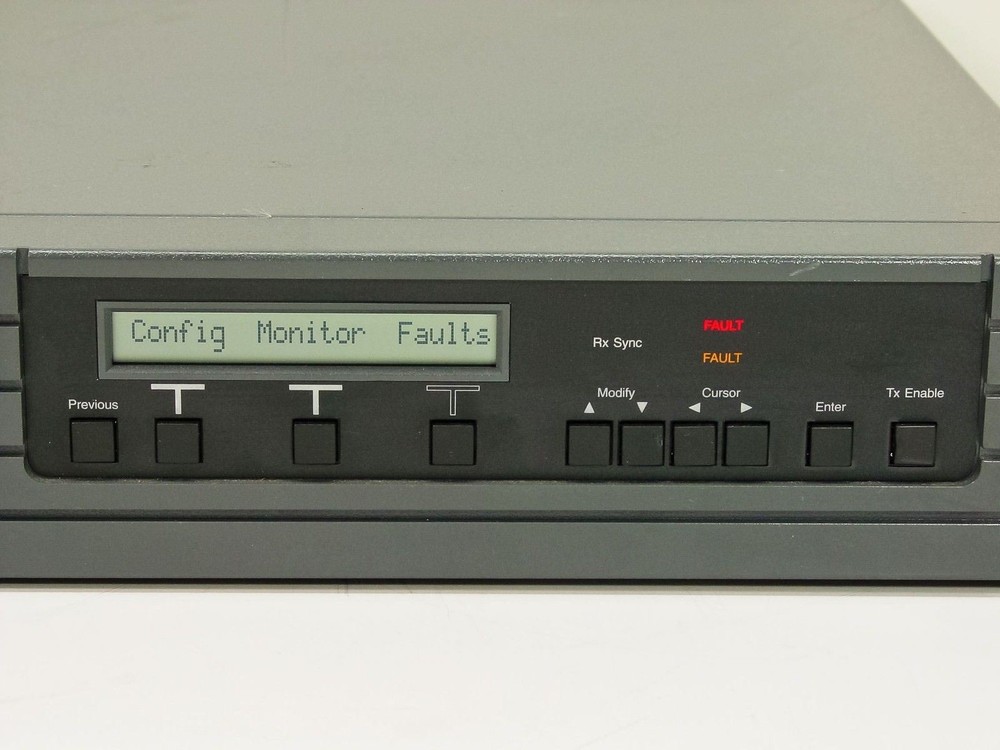 Config Monitor Faults
Previous
Rx Sync
FAULT
FAULT
Modify
Cursor
Enter
Tx Enable